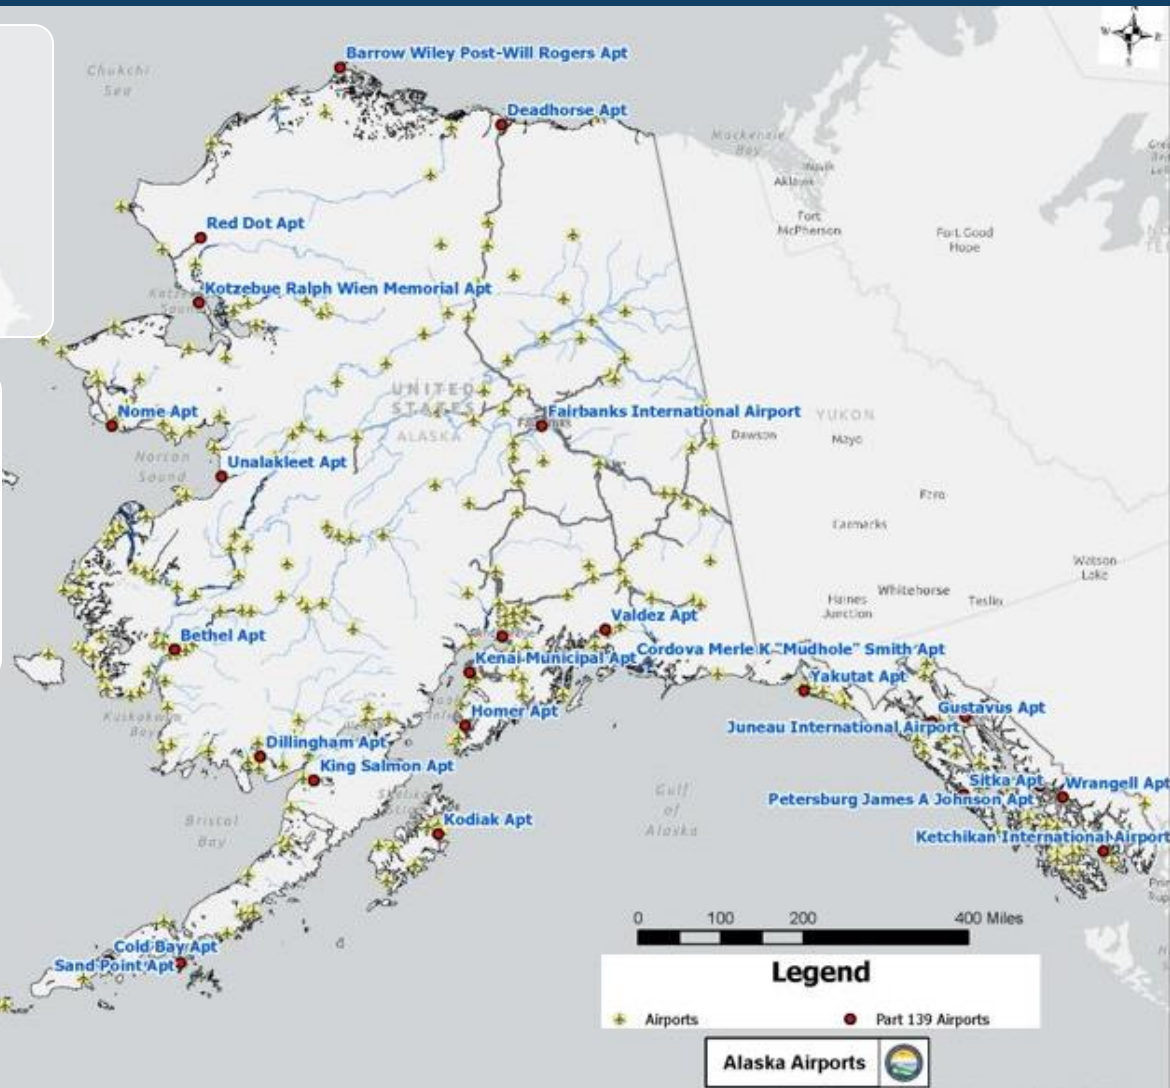 N
W
E
S
Chukchi
Sea
Barrow Wiley Post-Will Rogers Apt
Deadhorse Apt
Mackenzie
Bay
Inuvik
Aklavik
Fort
McPherson
Fort Good
Hope
Red Dot Apt
Kotzebue Ralph Wien Memorial Apt
UNITED
STATES
ALASKA
Nome Apt
Fairbanks International Airport
YUKON
Dawson
Mayo
Norton
Sound
Unalakleet Apt
Faro
Carmacks
Watson
Lake
Whitehorse
Haines
Junction
Teslin
Valdez Apt
Bethel Apt
Kenai Municipal Apt
Cordova Merle K "Mudhole" Smith Apt
Yakutat Apt
Kuskokwim
Bay
Homer Apt
Gustavus Apt
Juneau International Airport
Dillingham Apt
King Salmon Apt
Sitka Apt
Wrangell Apt
Petersburg James A Johnson Apt
Gulf
of
Alaska
Bristol
Bay
Kodiak Apt
Ketchikan International Airport
0 100 200 400 Miles
Cold Bay Apt
Sand Point Apt
Legend
Airports
Part 139 Airports
Alaska Airports